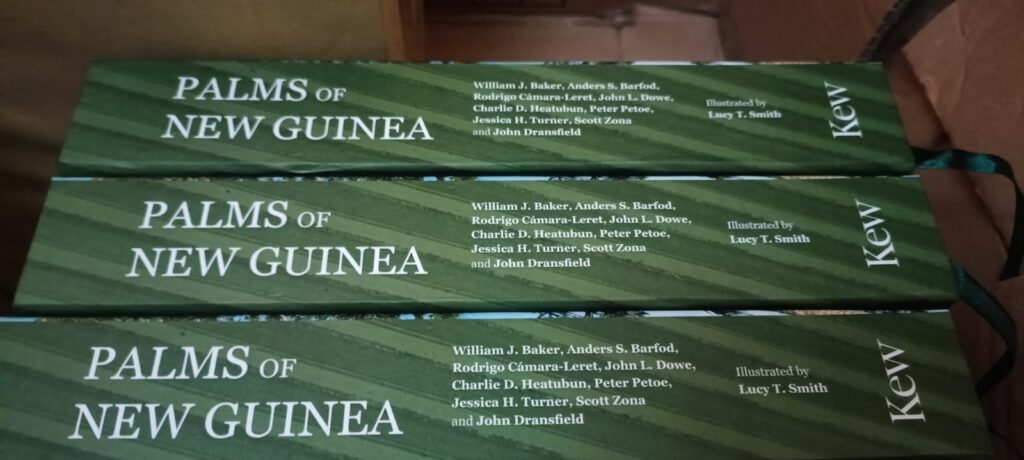 PALMS OF
NEW GUINEA
William J. Baker, Anders S. Barfod,
Rodrigo Cámara-Leret, John L. Dowe,
Charlie D. Heatubun, Peter Petoe,
Jessica H. Turner, Scott Zona
and John Dransfield
Illustrated by
Lucy T. Smith
Kew
PALMS OF
NEW GUINEA
William J. Baker, Anders S. Barfod,
Rodrigo Cámara-Leret, John L. Dowe,
Charlie D. Heatubun, Peter Petoe,
Jessica H. Turner, Scott Zona
and John Dransfield
Illustrated by
Lucy T. Smith
Kew
PALMS OF
NEW GUINEA
William J. Baker, Anders S. Barfod,
Rodrigo Cámara-Leret, John L. Dowe,
Charlie D. Heatubun, Peter Petoe,
Jessica H. Turner, Scott Zona
and John Dransfield
Illustrated by
Lucy T. Smith
Kew